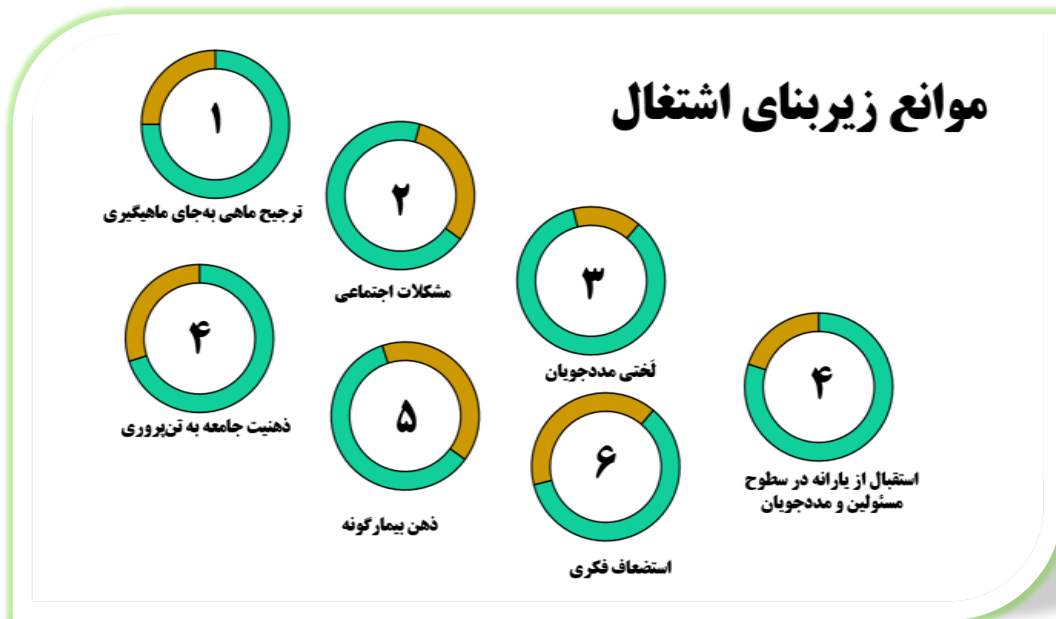 موانع زیربنای اشتغال
۱
ترجیح ماهی به‌جای ماهیگیری
۲
مشکلات اجتماعی
۳
لَختی مددجویان
۴
استقبال از یارانه در سطوح
مسئولین و مددجویان
۴
ذهنیت جامعه به تن‌پروری
۵
ذهن بیمارگونه
۶
استضعاف فکری